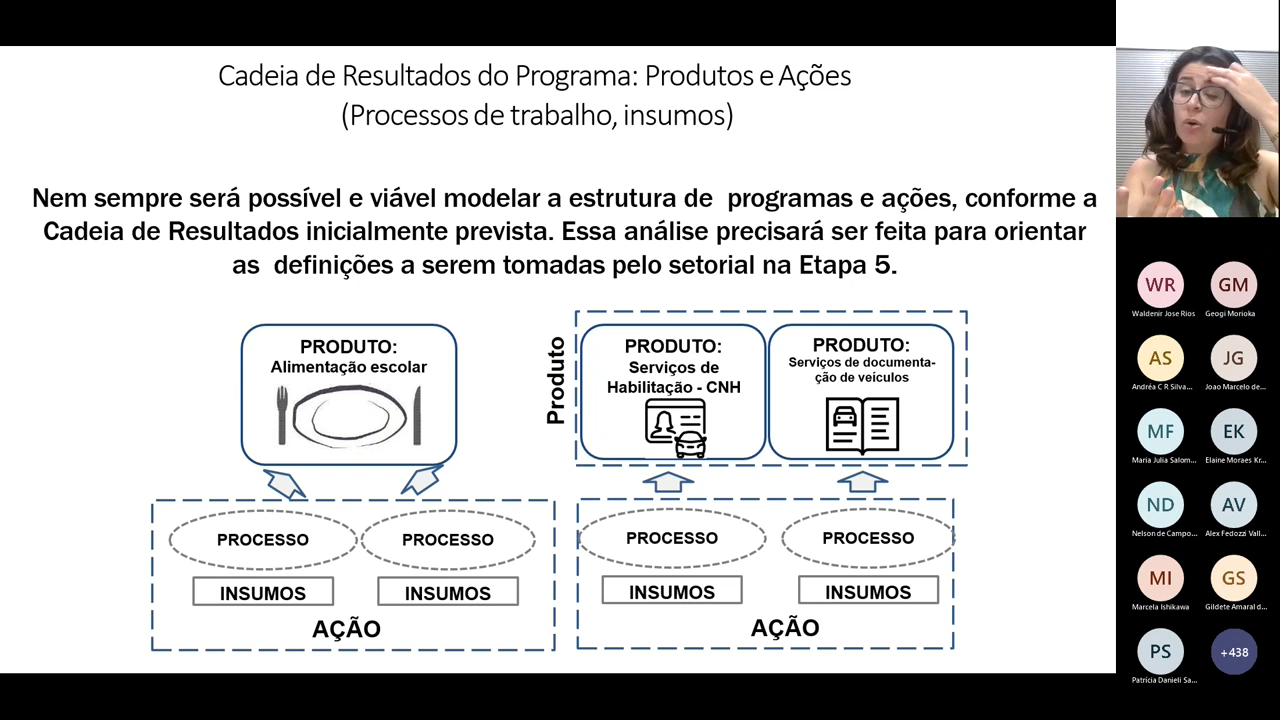 Cadeia de Resultados do Programa: Produtos e Ações
(Processos de trabalho, insumos)
Nem sempre será possível e viável modelar a estrutura de programas e ações, conforme a
Cadeia de Resultados inicialmente prevista. Essa análise precisará ser feita para orientar
as definições a serem tomadas pelo setorial na Etapa 5.
PRODUTO:
Alimentação escolar
PROCESSO
PROCESSO
INSUMOS
INSUMOS
AÇÃO
Produto
PRODUTO:
Serviços de
Habilitação - CNH
PRODUTO:
Serviços de documenta-
ção de veículos
PROCESSO
PROCESSO
INSUMOS
INSUMOS
AÇÃO
WR
Waldenir Jose Rios
GM
Geogi Morioka
AS
Andréa C R Silva...
JG
Joao Marcelo de...
MF
Maria Julia Salom...
EK
Elaine Moraes Kr...
ND
Nelson de Campo...
AV
Alex Fedozzi Vall...
MI
Marcela Ishikawa
GS
Gildete Amaral d...
PS
Patrícia Danieli Sa...
+438